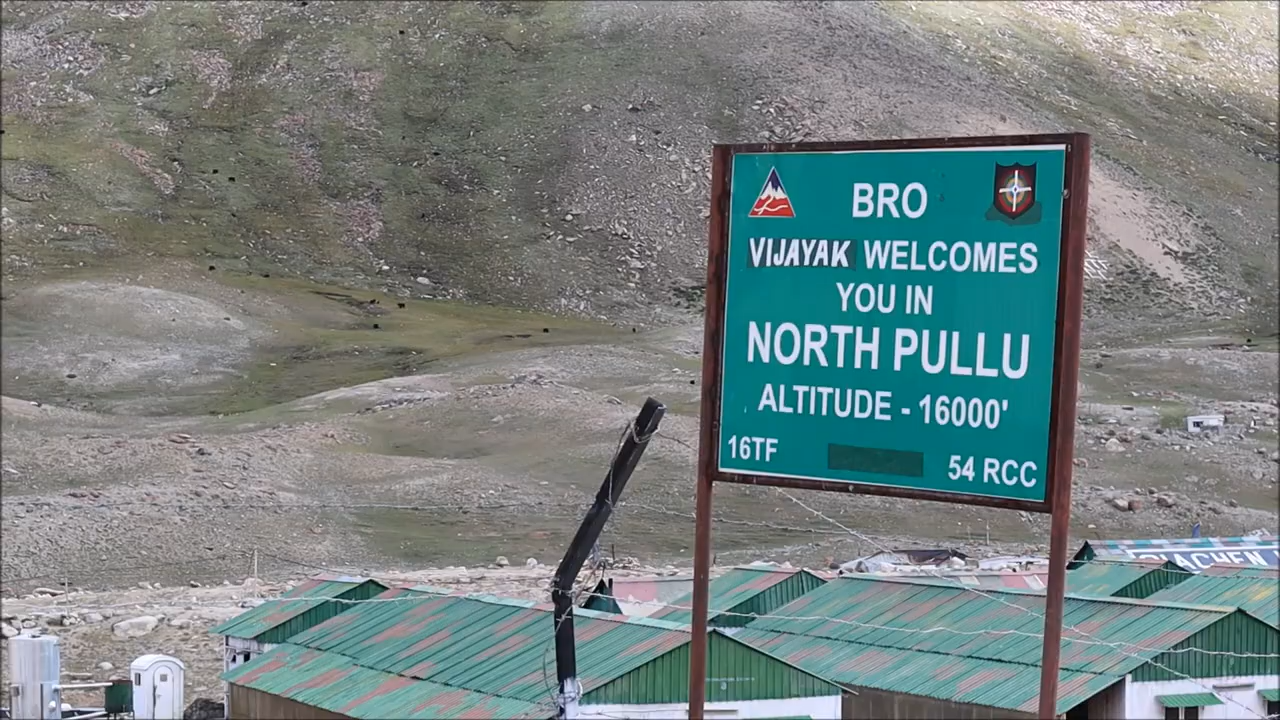 BRO
VIJAYAK WELCOMES
YOU IN
NORTH PULLU
ALTITUDE - 16000'
16TF
54 RCC